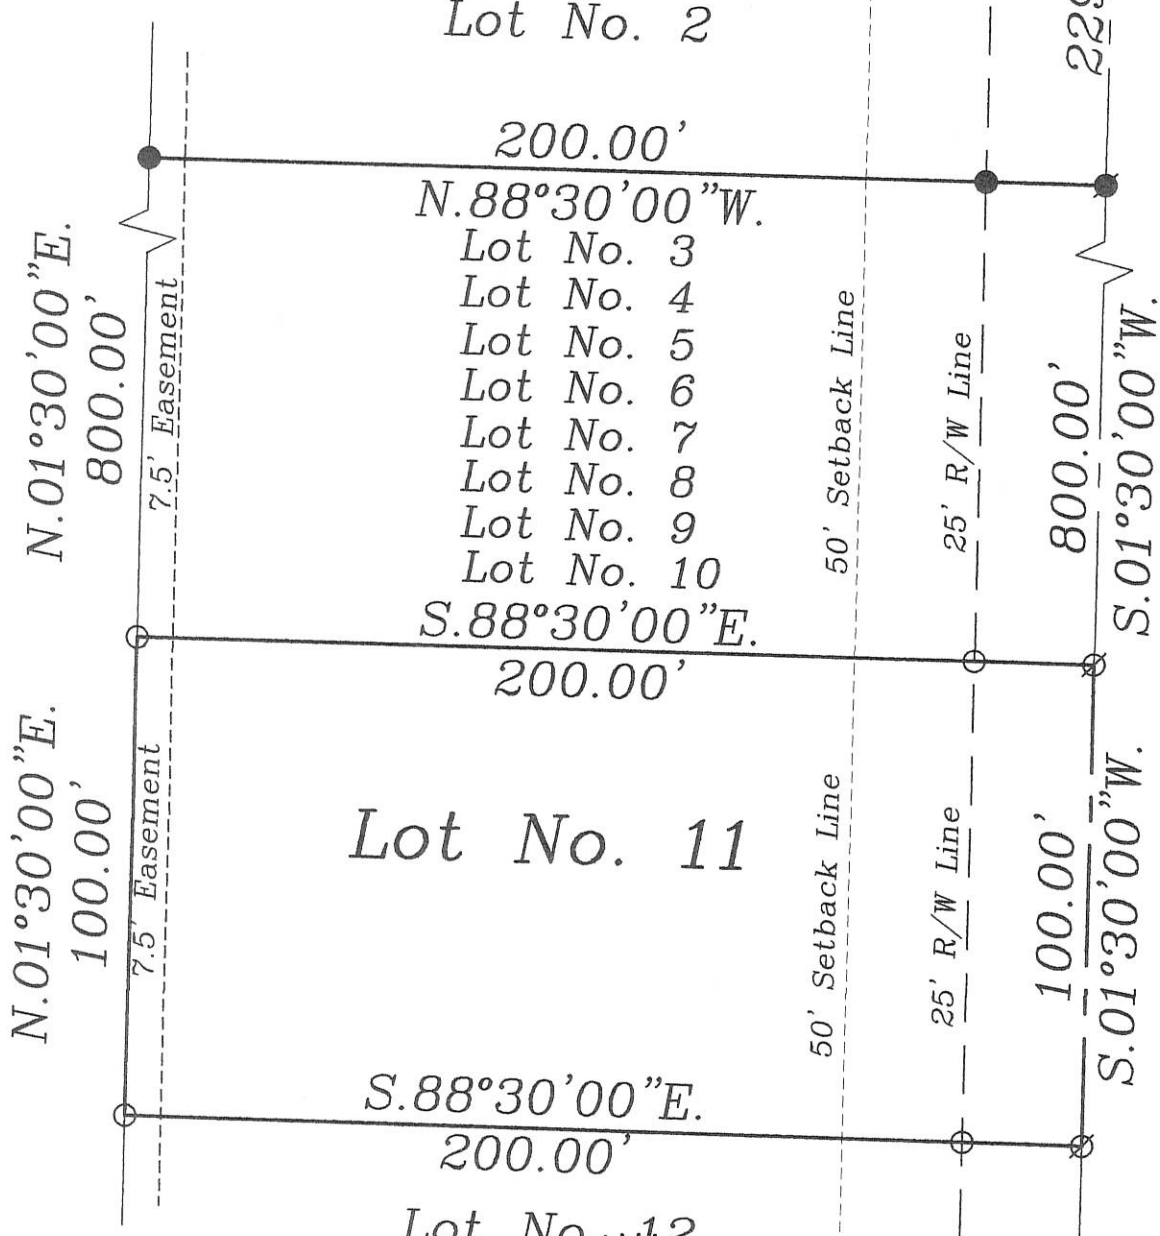 Lot No. 2
229
200.00'
N.88°30'00"W.
Lot No. 3
Lot No. 4
Lot No. 5
Lot No. 6
Lot No. 7
Lot No. 8
Lot No. 9
Lot No. 10
S.88°30'00"E.
200.00'
N.01°30'00"E.
800.00'
7.5' Easement
50' Setback Line
25' R/W Line
800.00'
S.01°30'00"W.
N.01°30'00"E.
100.00'
7.5' Easement
Lot No. 11
50' Setback Line
25' R/W Line
100.00'
S.01°30'00"W.
S.88°30'00"E.
200.00'
Lot No. 12